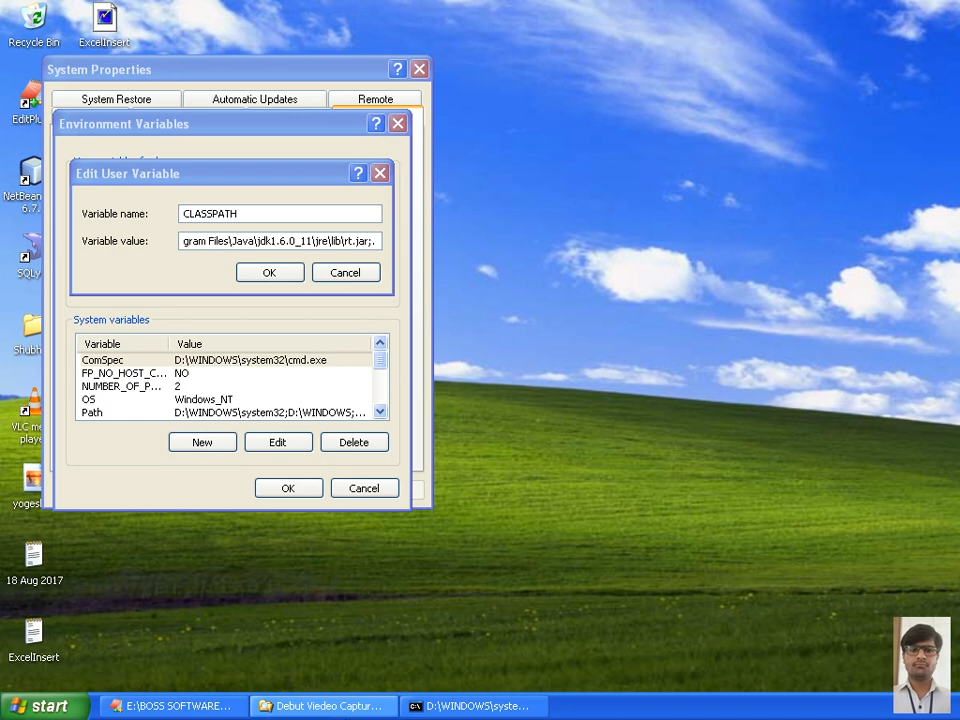 Recycle Bin
ExcelInsert
System Properties
System Restore
Automatic Updates
Remote
EditPlu
Environment Variables
Edit User Variable
NetBean
6.7.
Variable name:
CLASSPATH
Variable value:
gram Files\Java\jdk1.6.0_11\jre\lib\rt.jar;.
OK
Cancel
SQLy
System variables
Shubh
Variable
Value
ComSpec
D:\WINDOWS\system32\cmd.exe
FP_NO_HOST_C...
NO
NUMBER_OF_P...
2
OS
Windows_NT
Path
D:\WINDOWS\system32;D:\WINDOWS;...
VLC me
playe
New
Edit
Delete
OK
Cancel
yogesh
18 Aug 2017
ExcelInsert
start
E:\BOSS SOFTWARE...
Debut Viedeo Captur...
D:\WINDOWS\syste...